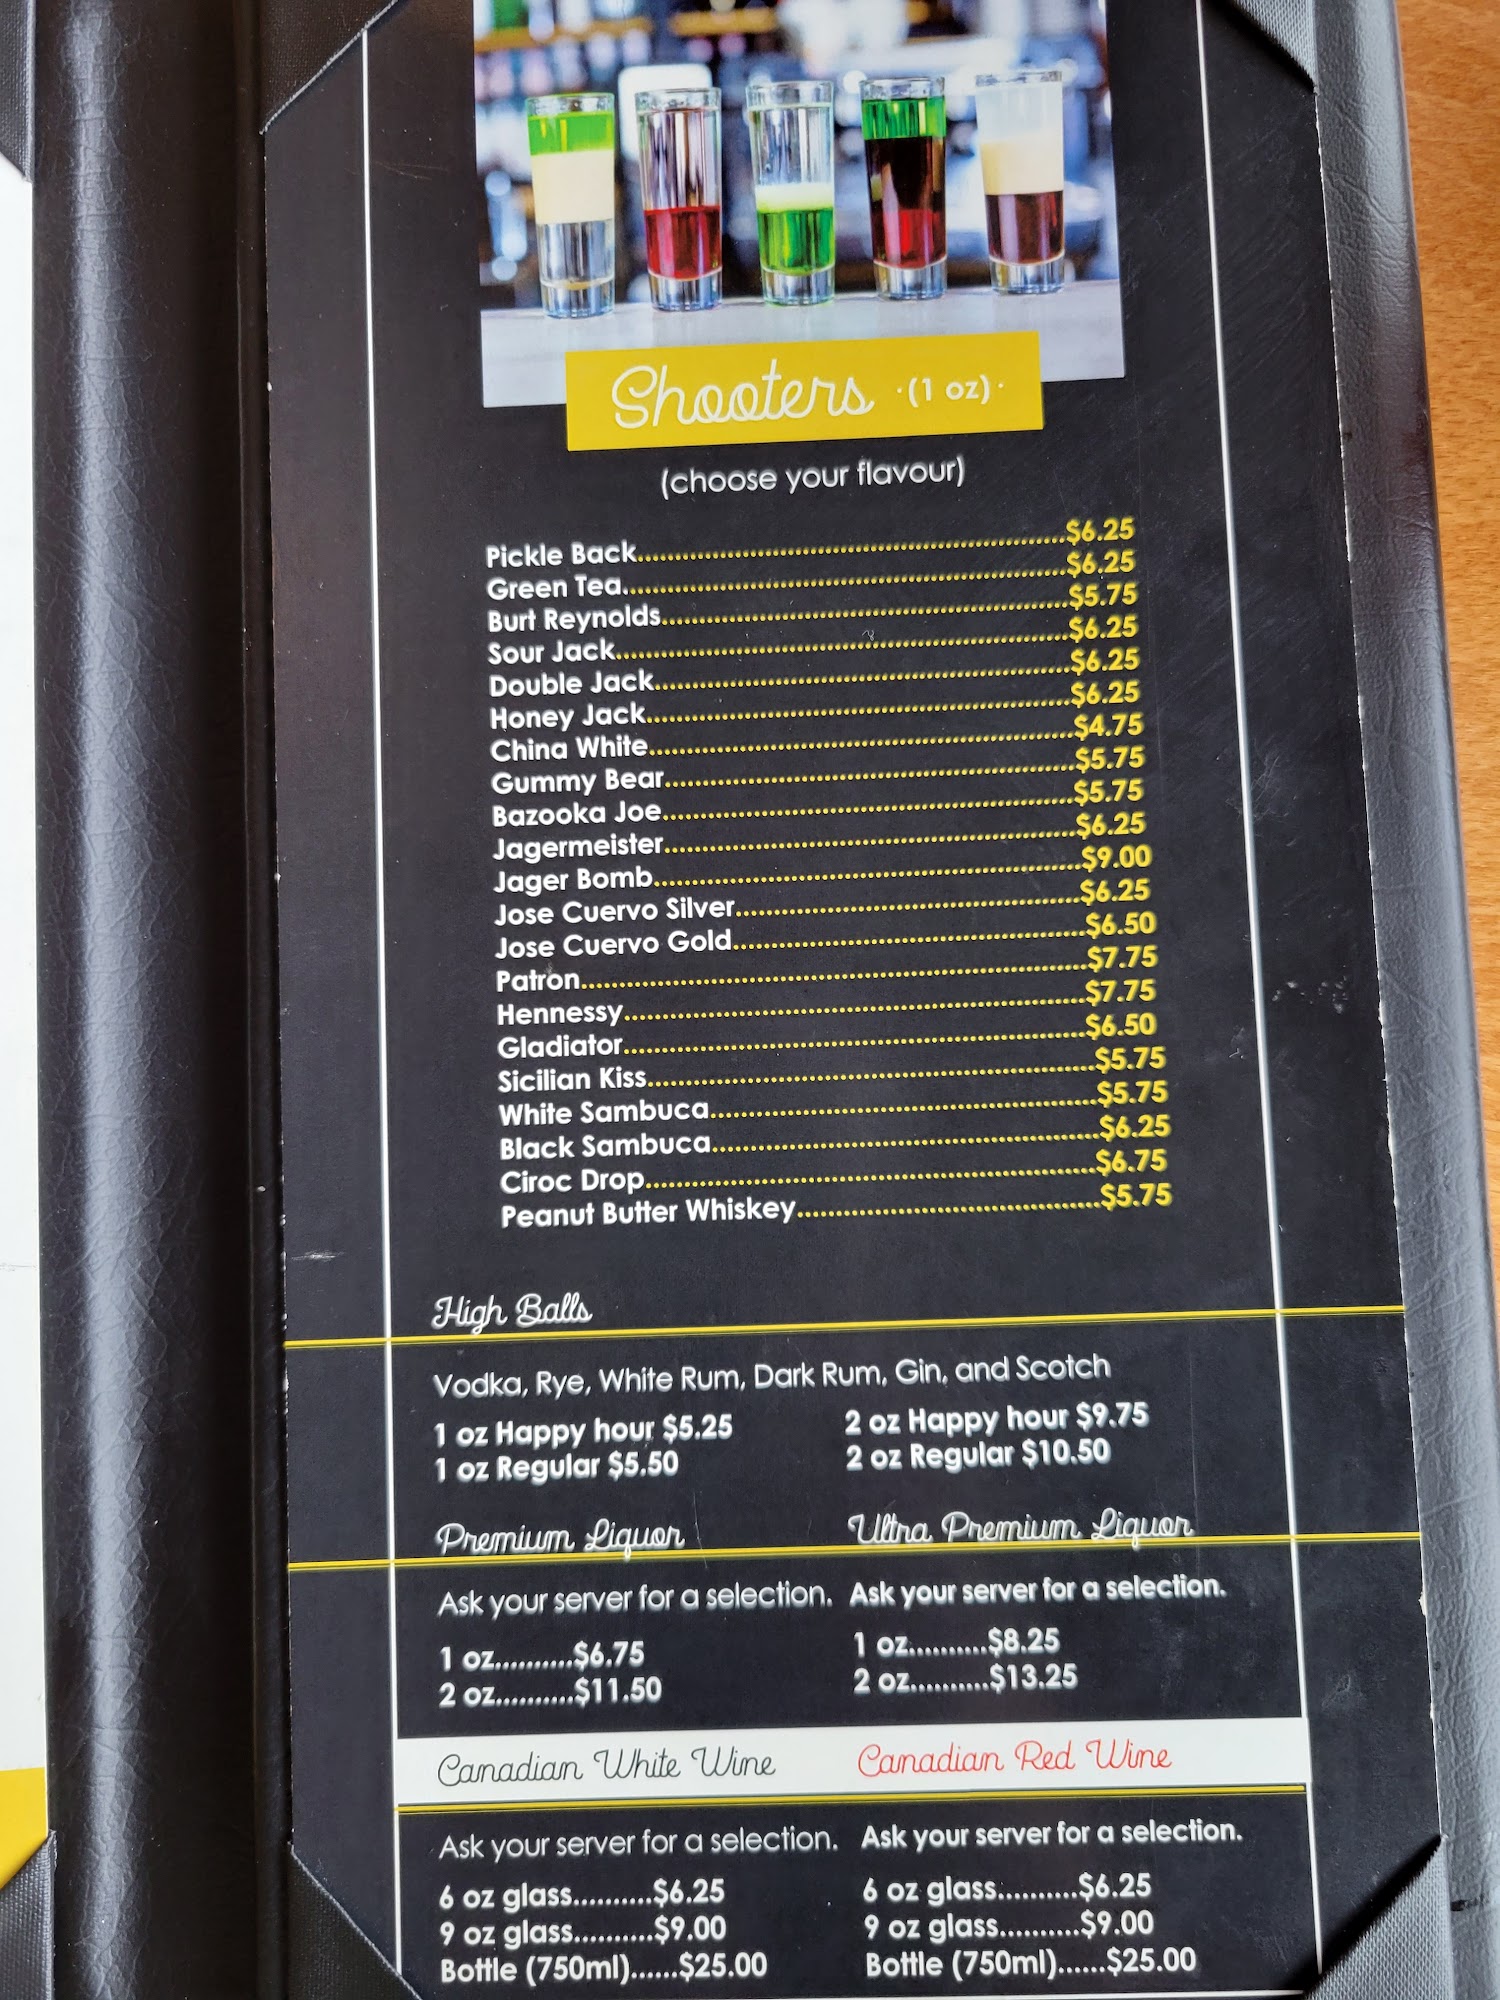 Shooters ·(1 oz)·
(choose your flavour)
Pickle Back..........$6.25
Green Tea..........$6.25
Burt Reynolds..........$5.75
Sour Jack..........$6.25
Double Jack..........$6.25
Honey Jack..........$6.25
China White..........$4.75
Gummy Bear..........$5.75
Bazooka Joe..........$5.75
Jagermeister..........$6.25
Jager Bomb..........$9.00
Jose Cuervo Silver..........$6.25
Jose Cuervo Gold..........$6.50
Patron..........$7.75
Hennessy..........$7.75
Gladiator..........$6.50
Sicilian Kiss..........$5.75
White Sambuca..........$5.75
Black Sambuca..........$6.25
Ciroc Drop..........$6.75
Peanut Butter Whiskey..........$5.75
High Balls
Vodka, Rye, White Rum, Dark Rum, Gin, and Scotch
1 oz Happy hour $5.25
1 oz Regular $5.50
2 oz Happy hour $9.75
2 oz Regular $10.50
Premium Liquor
Ask your server for a selection.
1 oz..........$6.75
2 oz..........$11.50
Ultra Premium Liquor
Ask your server for a selection.
1 oz..........$8.25
2 oz..........$13.25
Canadian White Wine
Ask your server for a selection.
6 oz glass..........$6.25
9 oz glass..........$9.00
Bottle (750ml)......$25.00
Canadian Red Wine
Ask your server for a selection.
6 oz glass..........$6.25
9 oz glass..........$9.00
Bottle (750ml)......$25.00